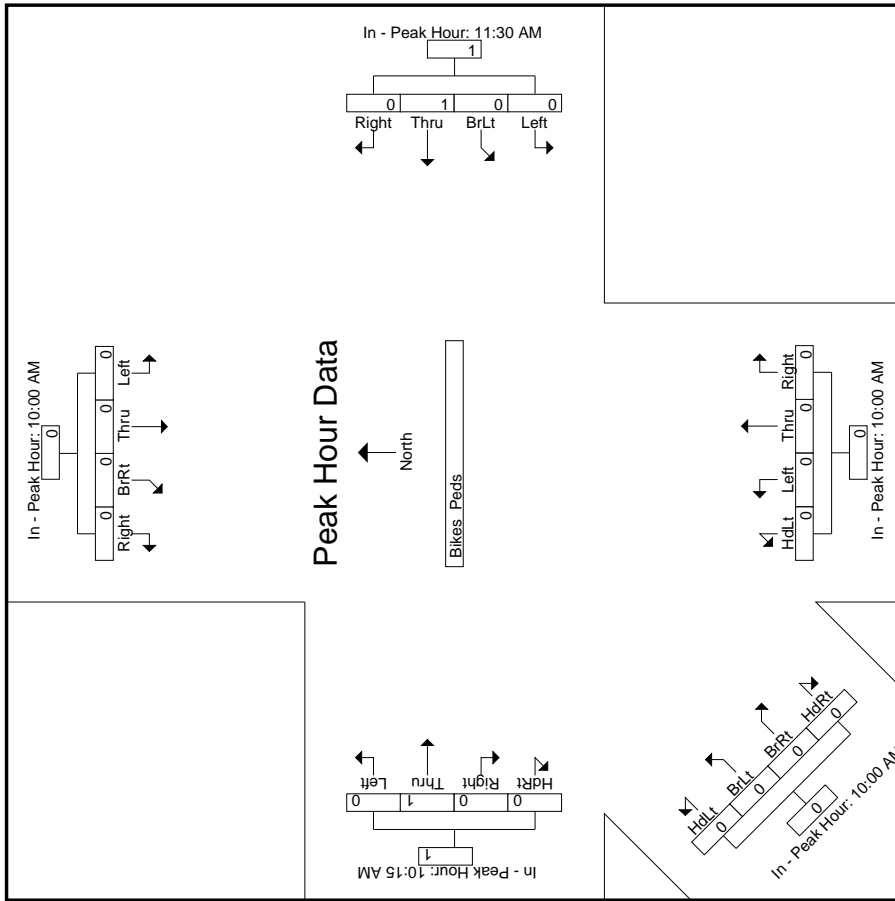 In - Peak Hour: 11:30 AM
1
0 1 0 0
Right Thru BrLt Left
In - Peak Hour: 10:00 AM
0
0 0 0 0
Right BrRt Thru Left
Peak Hour Data
North
Bikes Peds
Right Thru Left HdLt
0 0 0 0
0
In - Peak Hour: 10:00 AM
Left Thru Right HdRt
0 1 0 0
1
In - Peak Hour: 10:15 AM
HdLt BrLt BrRt HdRt
0 0 0 0
0
In - Peak Hour: 10:00 AM